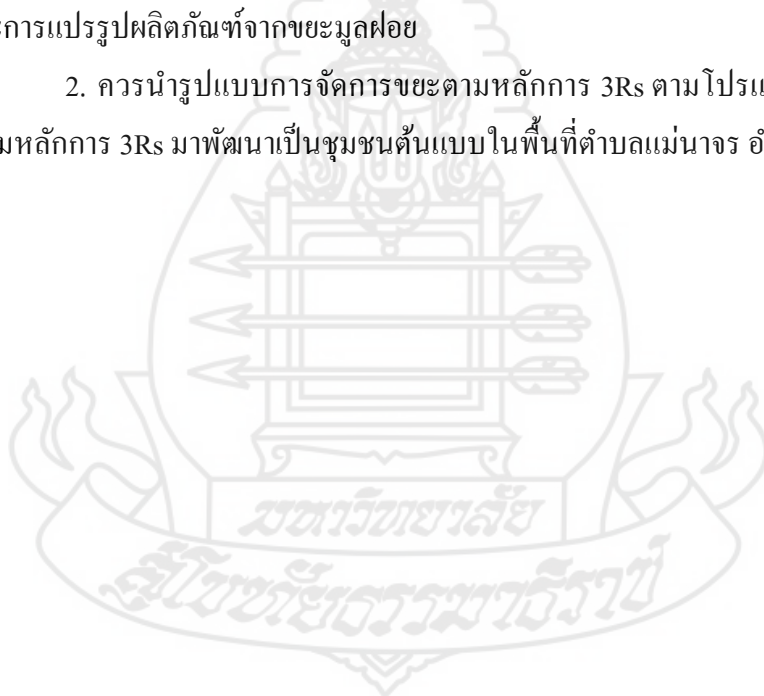 ะการแปรรูปผลิตภัณฑ์จากขยะมูลฝอย
2. ควรนำรูปแบบการจัดการขยะตามหลักการ 3Rs ตามโปรแ
มหลักการ 3Rs มาพัฒนาเป็นชุมชนต้นแบบในพื้นที่ตำบลแม่นาจร อำ
มหาวิทยาลัย
สุโขทัยธรรมาธิราช